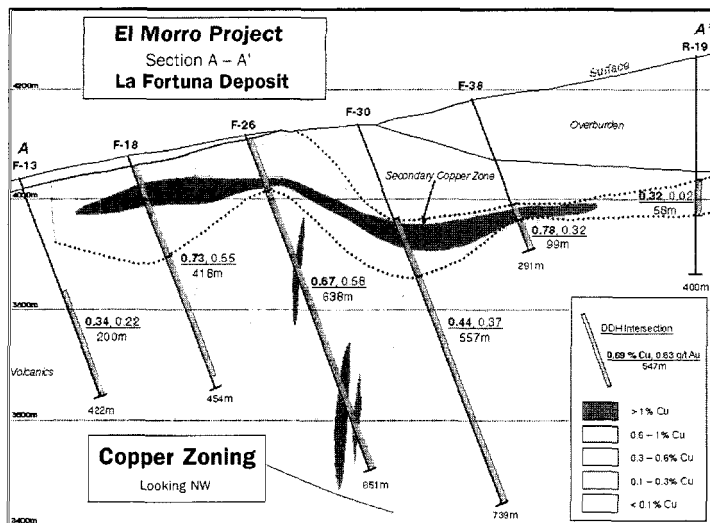 El Morro Project
Section A – A'
La Fortuna Deposit
A'
R-19
Surface
F-38
4200m
Overburden
F-30
F-26
F-18
A
F-13
Secondary Copper Zone
4000m
0.32, 0.02
58m
0.78, 0.32
99m
291m
0.73, 0.55
418m
0.67, 0.56
638m
400m
0.44, 0.37
557m
0.34, 0.22
200m
DDH Intersection
0.69 % Cu, 0.63 g/t Au
547m
Volcanics
422m
454m
>1% Cu
0.6 – 1% Cu
0.3 – 0.6% Cu
0.1 – 0.3% Cu
< 0.1% Cu
3600m
Copper Zoning
Looking NW
651m
739m
3400m